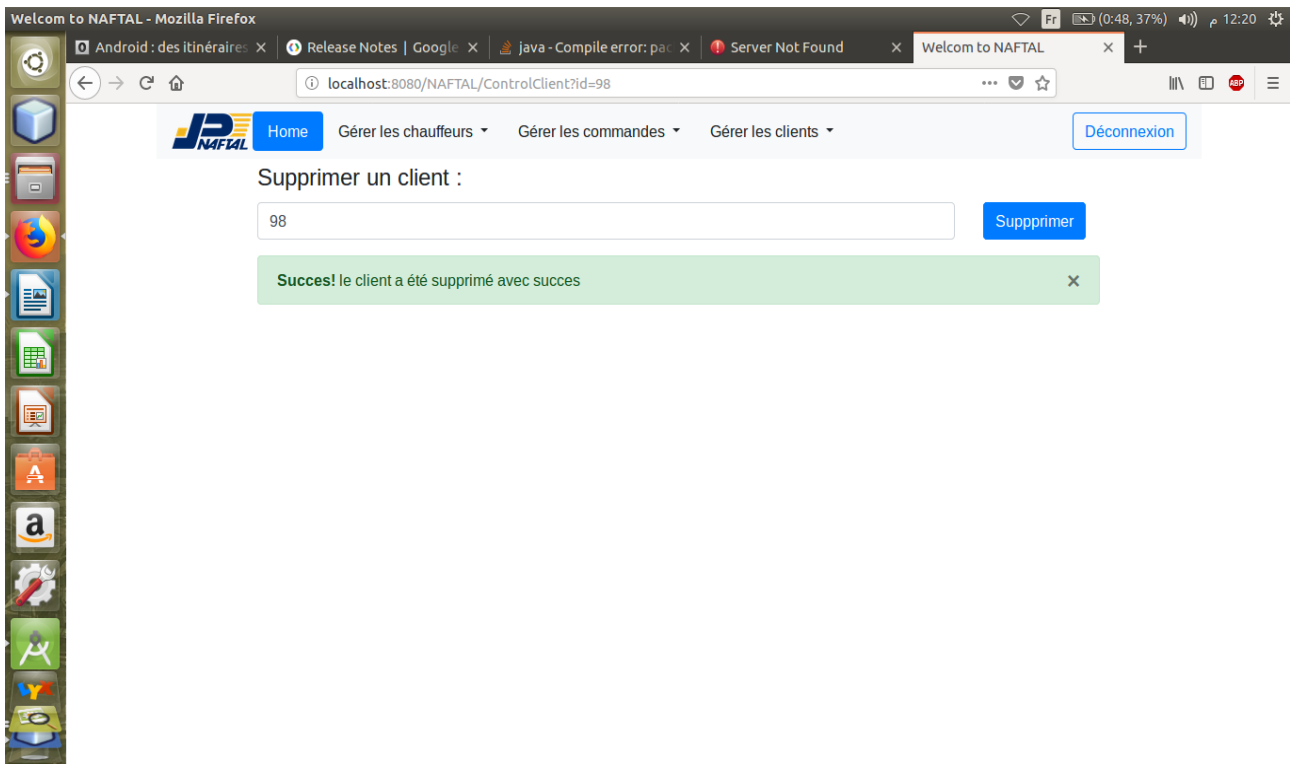 Welcom to NAFTAL - Mozilla Firefox
Fr (0:48, 37%) 12:20 م
Android : des itinéraires
Release Notes | Google
java - Compile error: pac
Server Not Found
Welcom to NAFTAL
localhost:8080/NAFTAL/ControlClient?id=98
ABP
NAFTAL
Home
Gérer les chauffeurs
Gérer les commandes
Gérer les clients
Déconnexion
Supprimer un client :
98
Suppprimer
Succes! le client a été supprimé avec succes
×
a